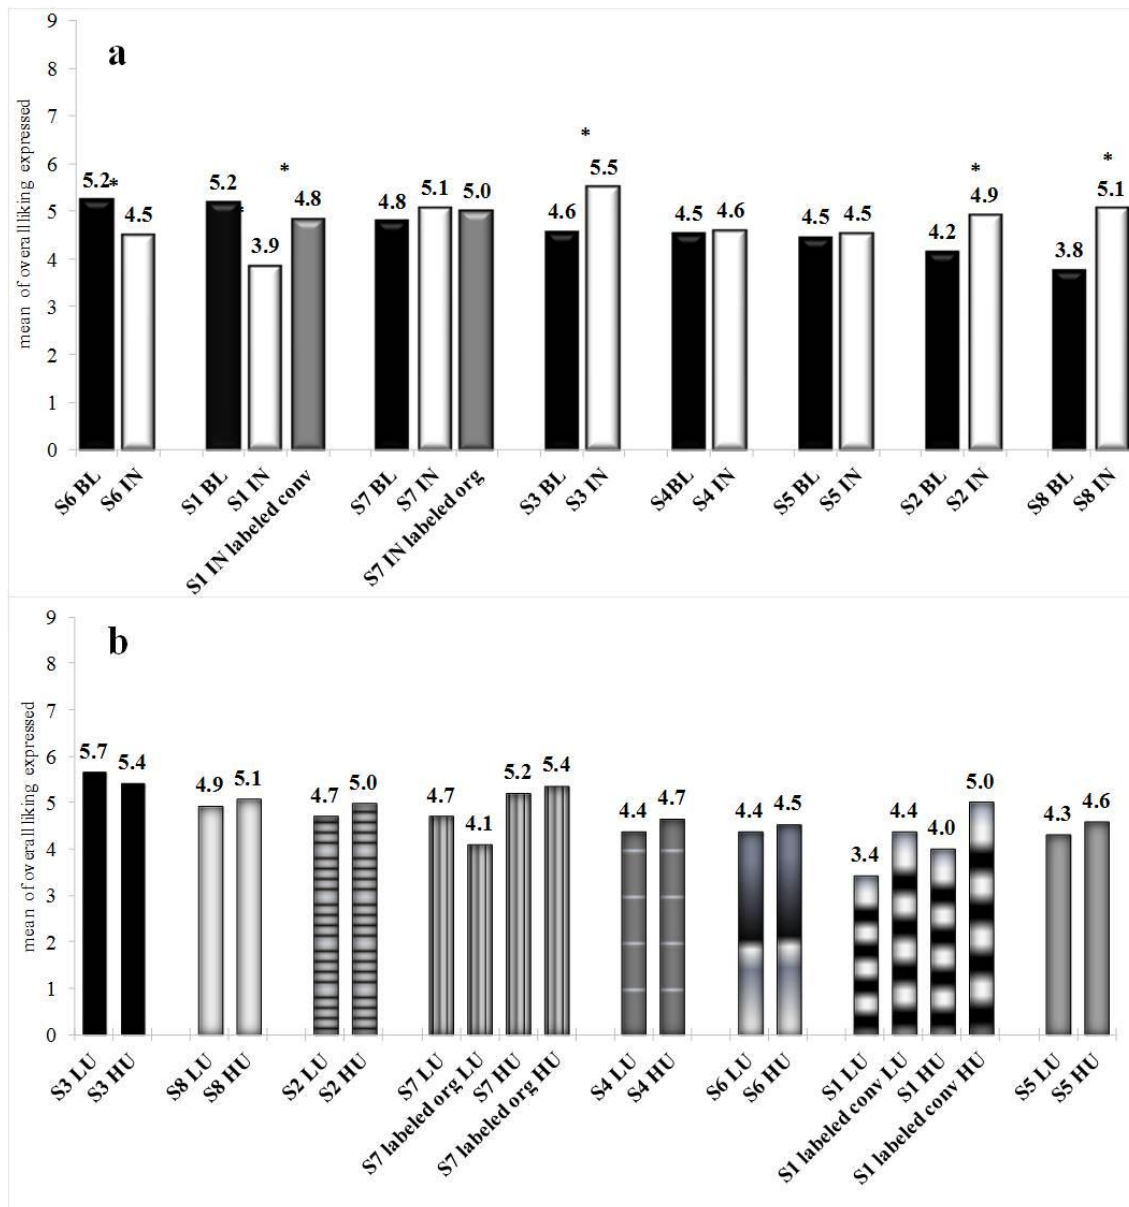 a
mean of overall liking expressed
9
8
7
6
5
4
3
2
1
0
5.2 * 4.5 5.2 * 3.9 * 4.8 4.8 5.1 5.0 4.6 * 5.5 4.5 4.6 4.5 4.5 4.2 * 4.9 3.8 * 5.1
S6 BL
S6 IN
S1 BL
S1 IN
S1 IN labeled conv
S7 BL
S7 IN
S7 IN labeled org
S3 BL
S3 IN
S4BL
S4 IN
S5 BL
S5 IN
S2 BL
S2 IN
S8 BL
S8 IN
b
mean of overall liking expressed
9
8
7
6
5
4
3
2
1
0
5.7 5.4 4.9 5.1 4.7 5.0 4.7 4.1 5.2 5.4 4.4 4.7 4.4 4.5 3.4 4.4 4.0 5.0 4.3 4.6
S3 LU
S3 HU
S8 LU
S8 HU
S2 LU
S2 HU
S7 LU
S7 labeled org LU
S7 HU
S7 labeled org HU
S4 LU
S4 HU
S6 LU
S6 HU
S1 LU
S1 labeled conv LU
S1 HU
S1 labeled conv HU
S5 LU
S5 HU